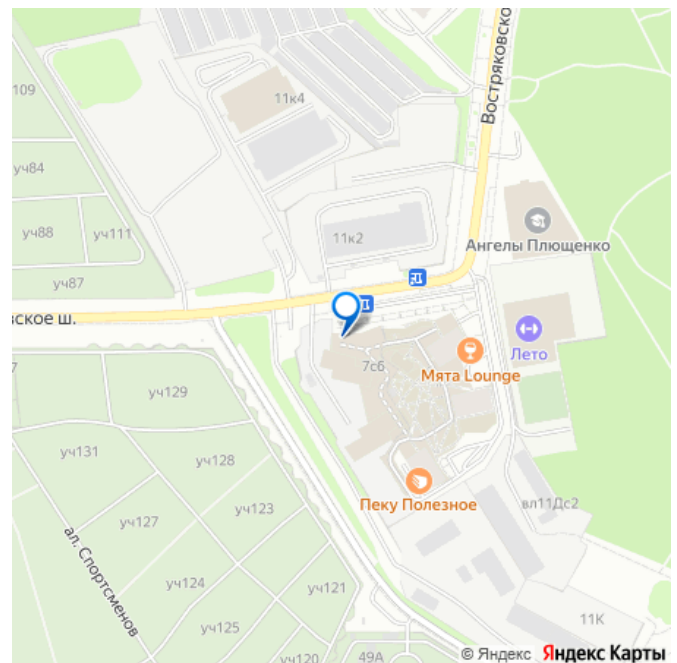 109
11к4
Востряковско
уч84
уч88
уч111
11к2
Ангелы Плющенко
уч87
вское ш.
Лето
7с6
Мята Lounge
7
уч129
уч131
уч128
Пеку Полезное
вл11Дс2
уч127
уч123
ал. Спортсменов
уч124
уч121
11К
уч125
уч120
49А
© Яндекс Яндекс Карты